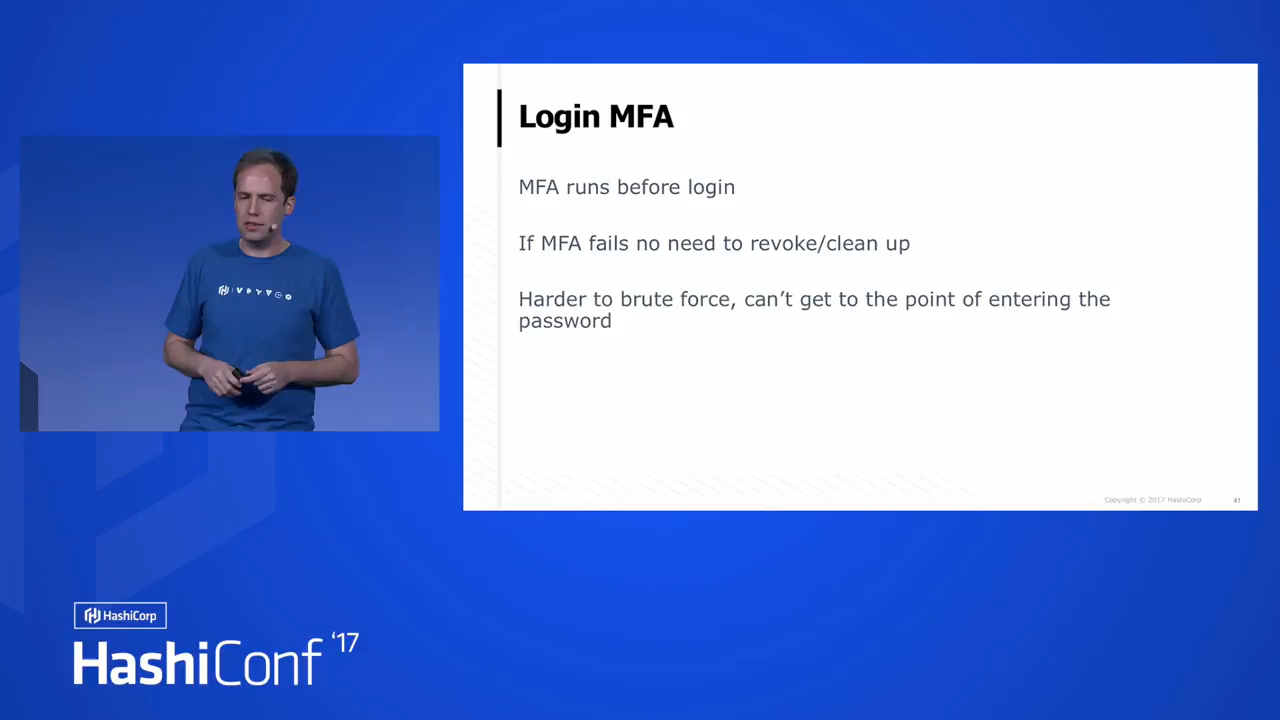 Login MFA
MFA runs before login
If MFA fails no need to revoke/clean up
Harder to brute force, can’t get to the point of entering the
password
Copyright © 2017 HashiCorp
41
HashiCorp
HashiConf '17